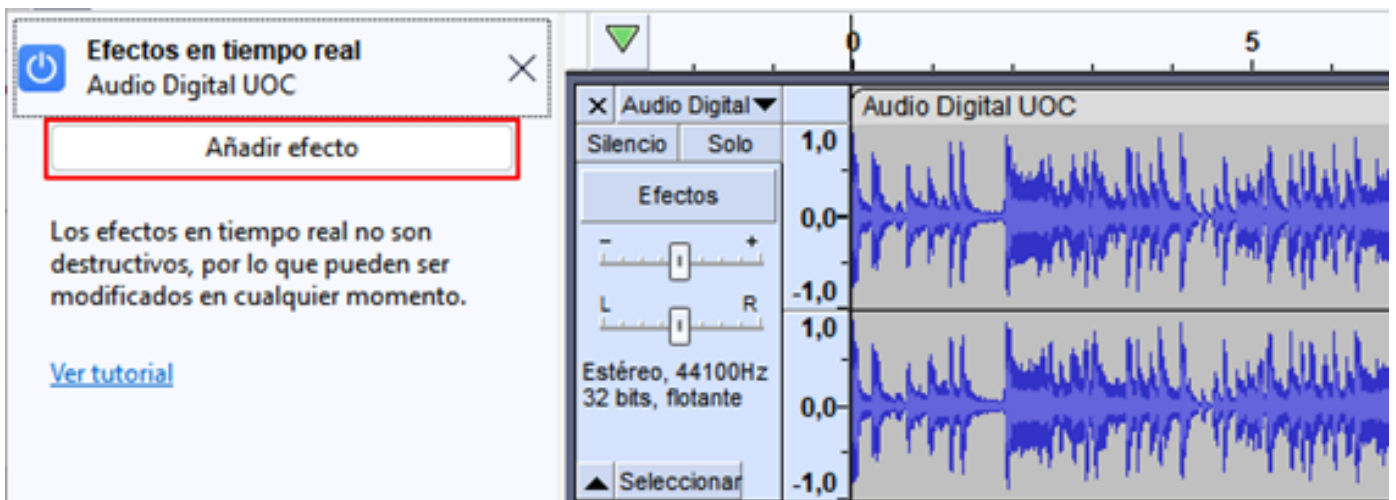 Efectos en tiempo real
Audio Digital UOC
Añadir efecto
Los efectos en tiempo real no son
destructivos, por lo que pueden ser
modificados en cualquier momento.
Ver tutorial
0
5
Audio Digital
Audio Digital UOC
Silencio
Solo
Efectos
- +
L R
Estéreo, 44100Hz
32 bits, flotante
Seleccionar
1,0
0,0-
-1,0
1,0
0,0-
-1,0